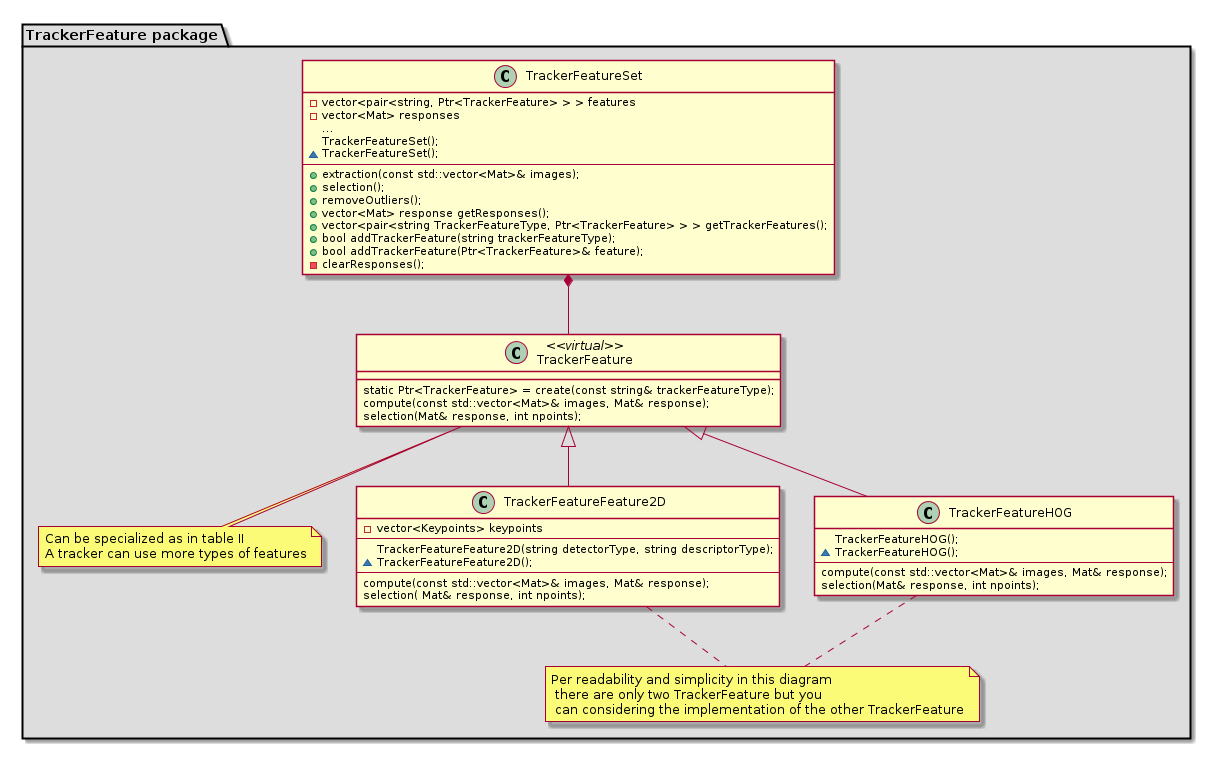 TrackerFeature package
C TrackerFeatureSet
vector<pair<string, Ptr<TrackerFeature> > > features
vector<Mat> responses
...
TrackerFeatureSet();
TrackerFeatureSet();
extraction(const std::vector<Mat>& images);
selection();
removeOutliers();
vector<Mat> response getResponses();
vector<pair<string TrackerFeatureType, Ptr<TrackerFeature> > > getTrackerFeatures();
bool addTrackerFeature(string trackerFeatureType);
bool addTrackerFeature(Ptr<TrackerFeature>& feature);
clearResponses();
<<virtual>>
C TrackerFeature
static Ptr<TrackerFeature> = create(const string& trackerFeatureType);
compute(const std::vector<Mat>& images, Mat& response);
selection(Mat& response, int npoints);
Can be specialized as in table II
A tracker can use more types of features
C TrackerFeatureFeature2D
vector<Keypoints> keypoints
TrackerFeatureFeature2D(string detectorType, string descriptorType);
TrackerFeatureFeature2D();
compute(const std::vector<Mat>& images, Mat& response);
selection( Mat& response, int npoints);
C TrackerFeatureHOG
TrackerFeatureHOG();
TrackerFeatureHOG();
compute(const std::vector<Mat>& images, Mat& response);
selection(Mat& response, int npoints);
Per readability and simplicity in this diagram
there are only two TrackerFeature but you
can considering the implementation of the other TrackerFeature